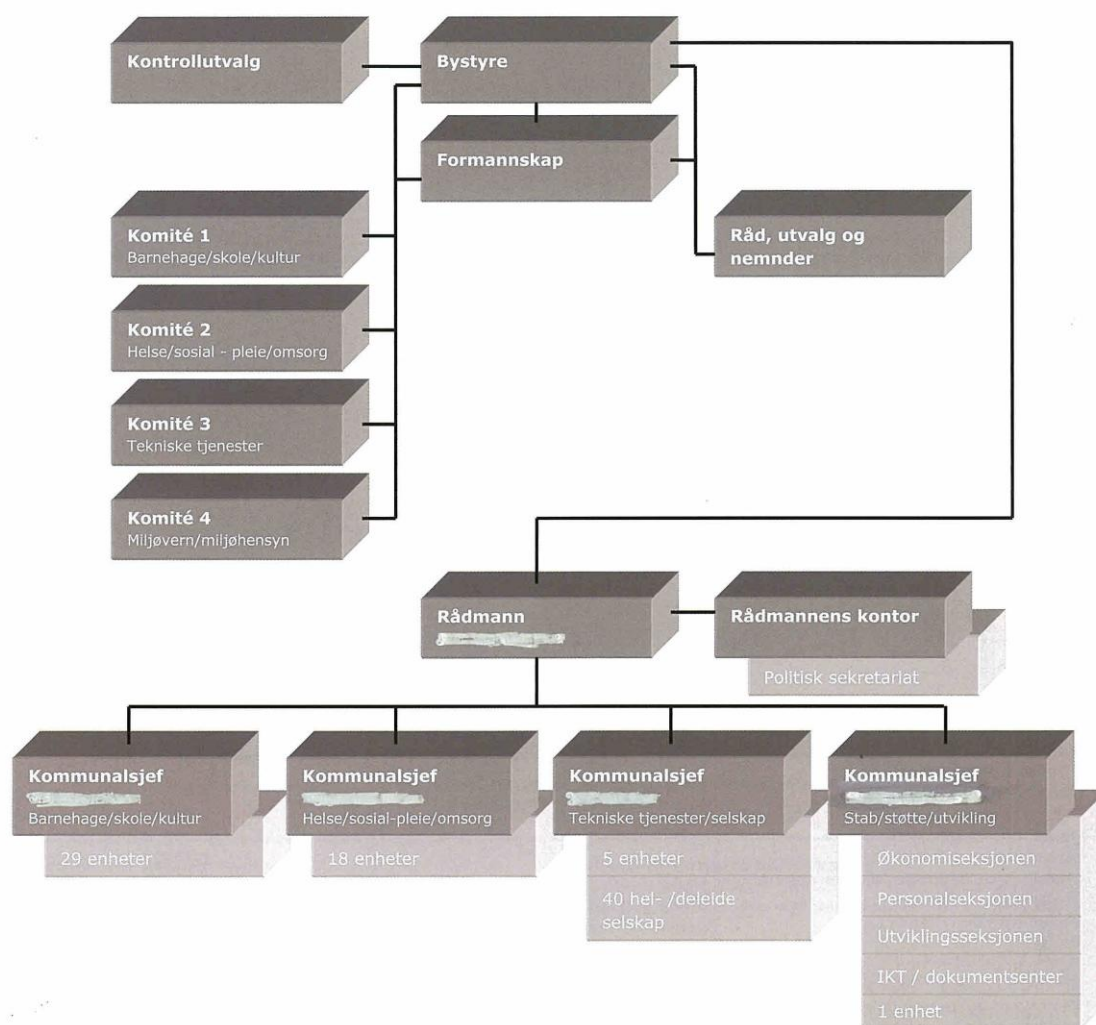 Kontrollutvalg
Bystyre
Formannskap
Komité 1
Barnehage/skole/kultur
Råd, utvalg og
nemnder
Komité 2
Helse/sosial - pleie/omsorg
Komité 3
Tekniske tjenester
Komité 4
Miljøvern/miljøhensyn
Rådmann
Rådmannens kontor
Politisk sekretariat
Kommunalsjef
Barnehage/skole/kultur
29 enheter
Kommunalsjef
Helse/sosial-pleie/omsorg
18 enheter
Kommunalsjef
Tekniske tjenester/selskap
5 enheter
40 hel- /deleide
selskap
Kommunalsjef
Stab/støtte/utvikling
Økonomiseksjonen
Personalseksjonen
Utviklingsseksjonen
IKT / dokumentsenter
1 enhet